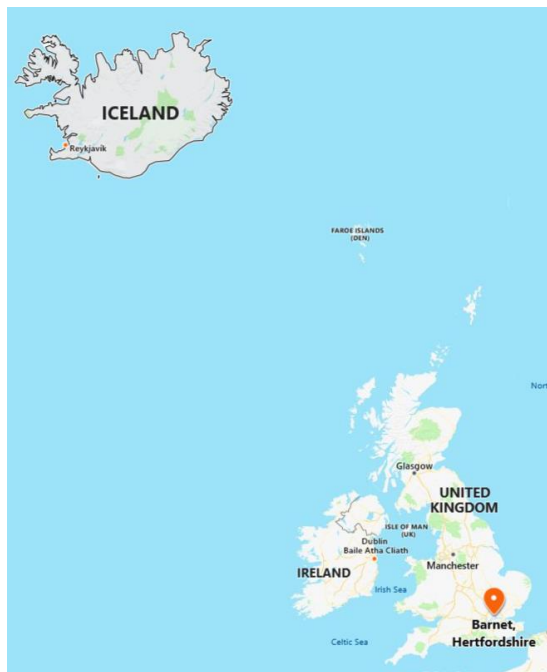 ICELAND
Reykjavik
FAROE ISLANDS
(DEN)
Nor
Glasgow
UNITED
KINGDOM
ISLE OF MAN
(UK)
Dublin
Baile Atha Cliath
Manchester
IRELAND
Irish Sea
Barnet,
Hertfordshire
Celtic Sea